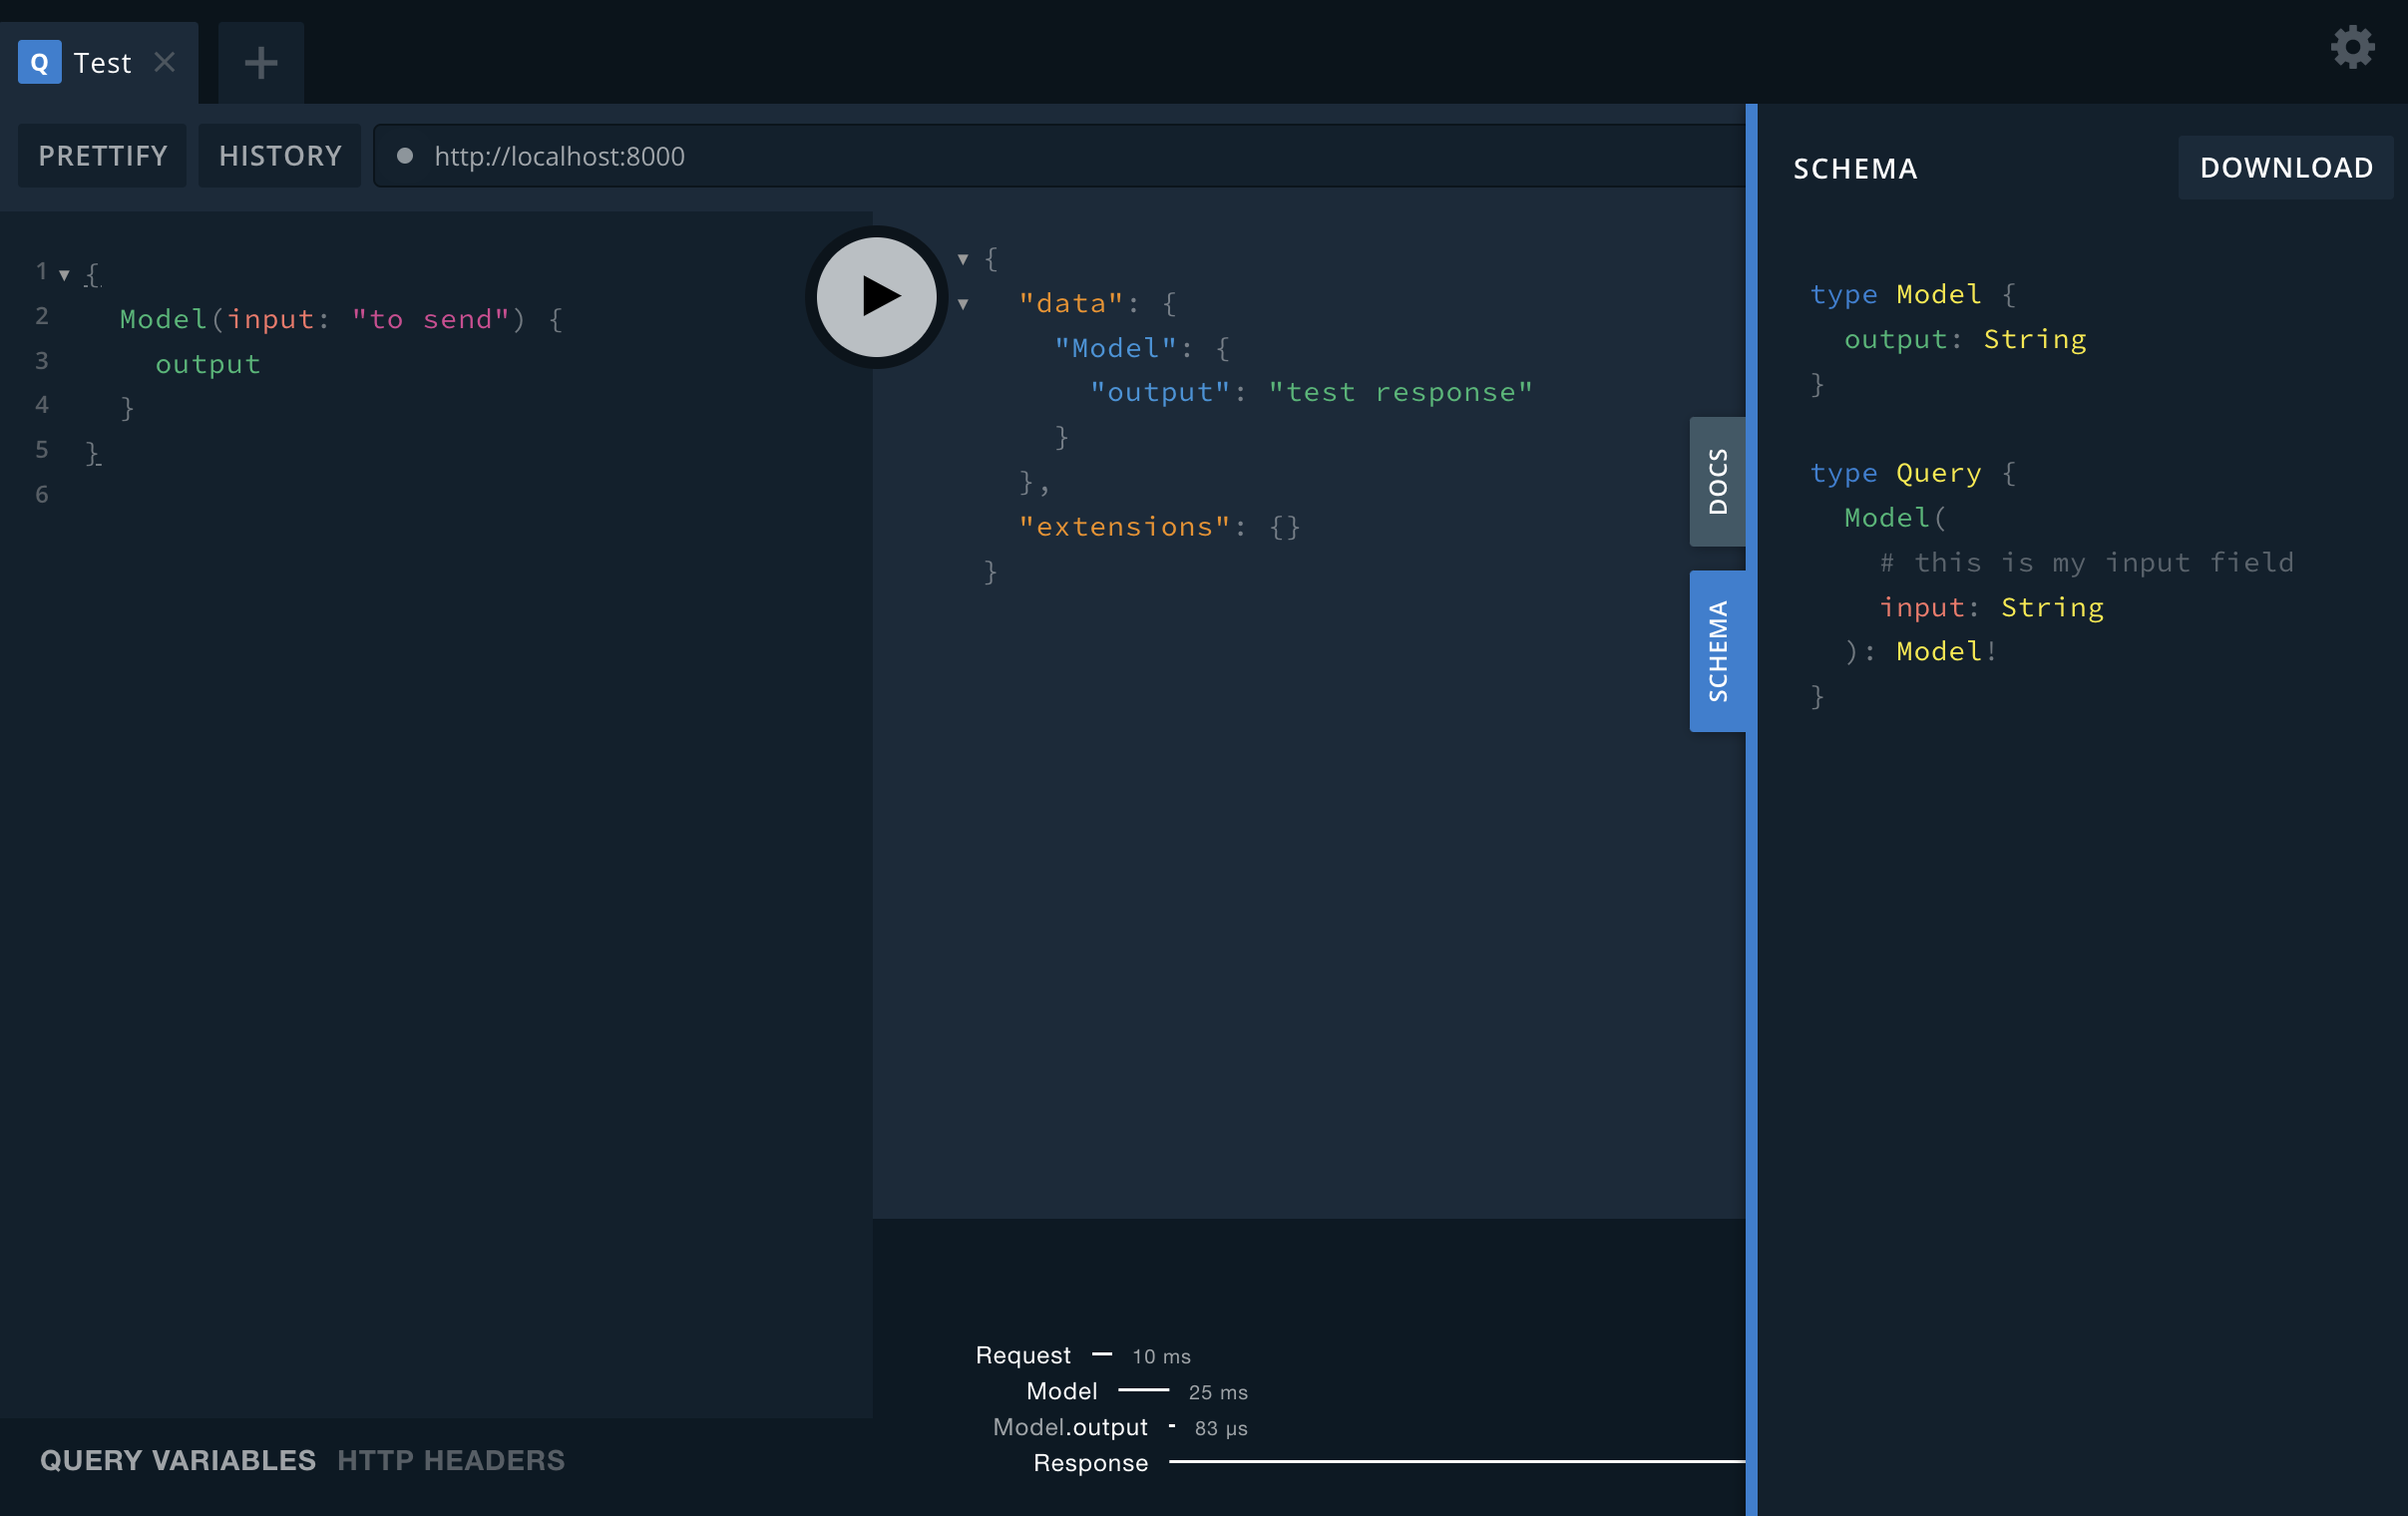 Q Test
PRETTIFY HISTORY http://localhost:8000
1 {
2 Model(input: "to send") {
3 output
4 }
5 }
6
{
"data": {
"Model": {
"output": "test response"
}
},
"extensions": {}
}
DOCS
SCHEMA
SCHEMA DOWNLOAD
type Model {
output: String
}
type Query {
Model(
# this is my input field
input: String
): Model!
}
Request 10 ms
Model 25 ms
Model.output 83 µs
Response
QUERY VARIABLES HTTP HEADERS